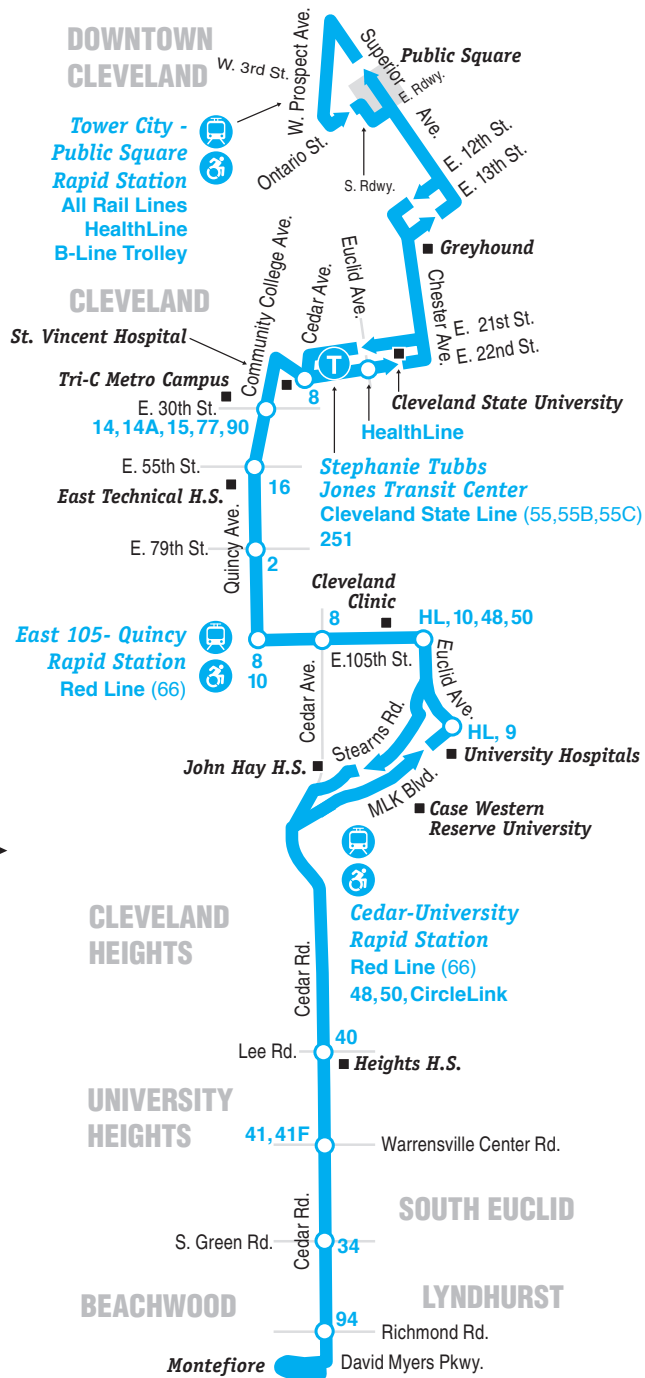 DOWNTOWN
CLEVELAND
W. 3rd St.
W. Prospect Ave.
Superior
Ave.
Public Square
E. Rdwy.
Tower City -
Public Square
Rapid Station
All Rail Lines
HealthLine
B-Line Trolley
Ontario St.
S. Rdwy.
E. 12th St.
E. 13th St.
Greyhound
Chester Ave.
CLEVELAND
Community College Ave.
Cedar Ave.
Euclid Ave.
E. 21st St.
E. 22nd St.
St. Vincent Hospital
T
Tri-C Metro Campus
8
Cleveland State University
E. 30th St.
14, 14A, 15, 77, 90
HealthLine
E. 55th St.
16
Stephanie Tubbs
Jones Transit Center
Cleveland State Line (55,55B,55C)
251
East Technical H.S.
Quincy Ave.
E. 79th St.
2
Cleveland
Clinic
8
HL, 10, 48, 50
East 105- Quincy
Rapid Station
Red Line (66)
8
10
E.105th St.
Euclid Ave.
Cedar Ave.
Stearns Rd.
HL, 9
University Hospitals
John Hay H.S.
MLK Blvd.
Case Western
Reserve University
Cedar-University
Rapid Station
Red Line (66)
48, 50, CircleLink
CLEVELAND
HEIGHTS
Cedar Rd.
40
Lee Rd.
Heights H.S.
UNIVERSITY
HEIGHTS
41, 41F
Warrensville Center Rd.
SOUTH EUCLID
Cedar Rd.
S. Green Rd.
34
BEACHWOOD
LYNDHURST
94
Richmond Rd.
Montefiore
David Myers Pkwy.